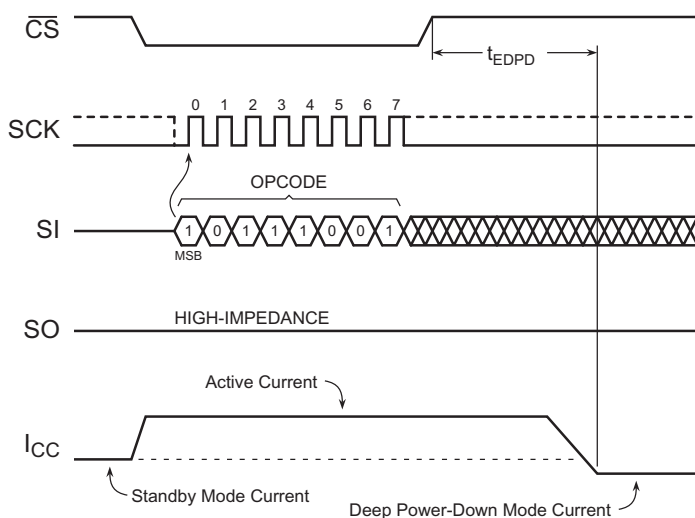 CS
tEDPD
0 1 2 3 4 5 6 7
SCK
OPCODE
SI
1 0 1 1 1 0 0 1
MSB
SO
HIGH-IMPEDANCE
Active Current
ICC
Standby Mode Current
Deep Power-Down Mode Current